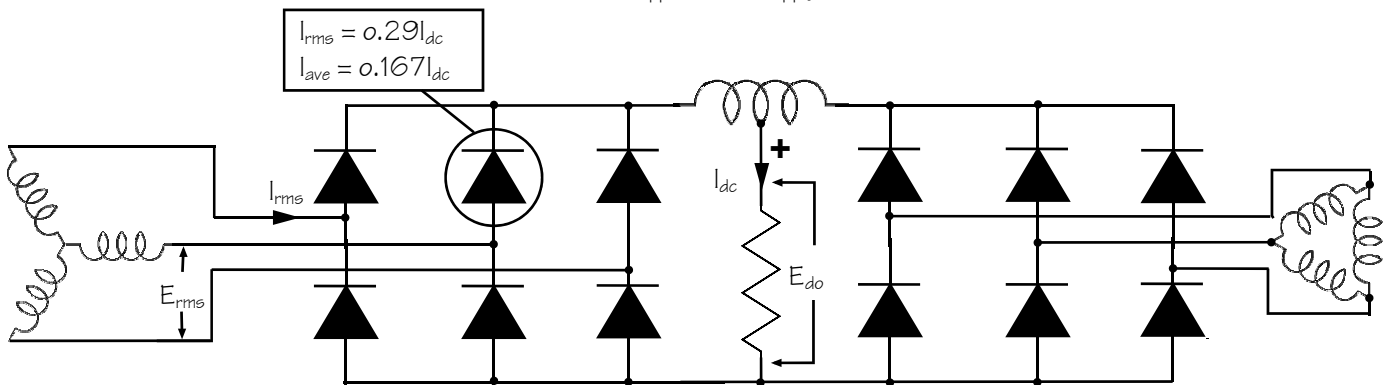 Irms = 0.29Idc
Iave = 0.167Idc
+
Irms
Idc
Edo
Erms